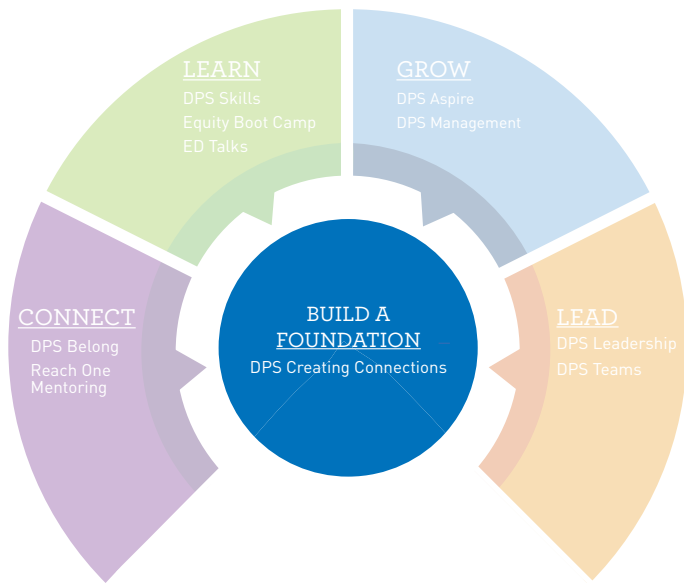 LEARN
DPS Skills
Equity Boot Camp
ED Talks
GROW
DPS Aspire
DPS Management
CONNECT
DPS Belong
Reach One
Mentoring
BUILD A
FOUNDATION
DPS Creating Connections
LEAD
DPS Leadership
DPS Teams